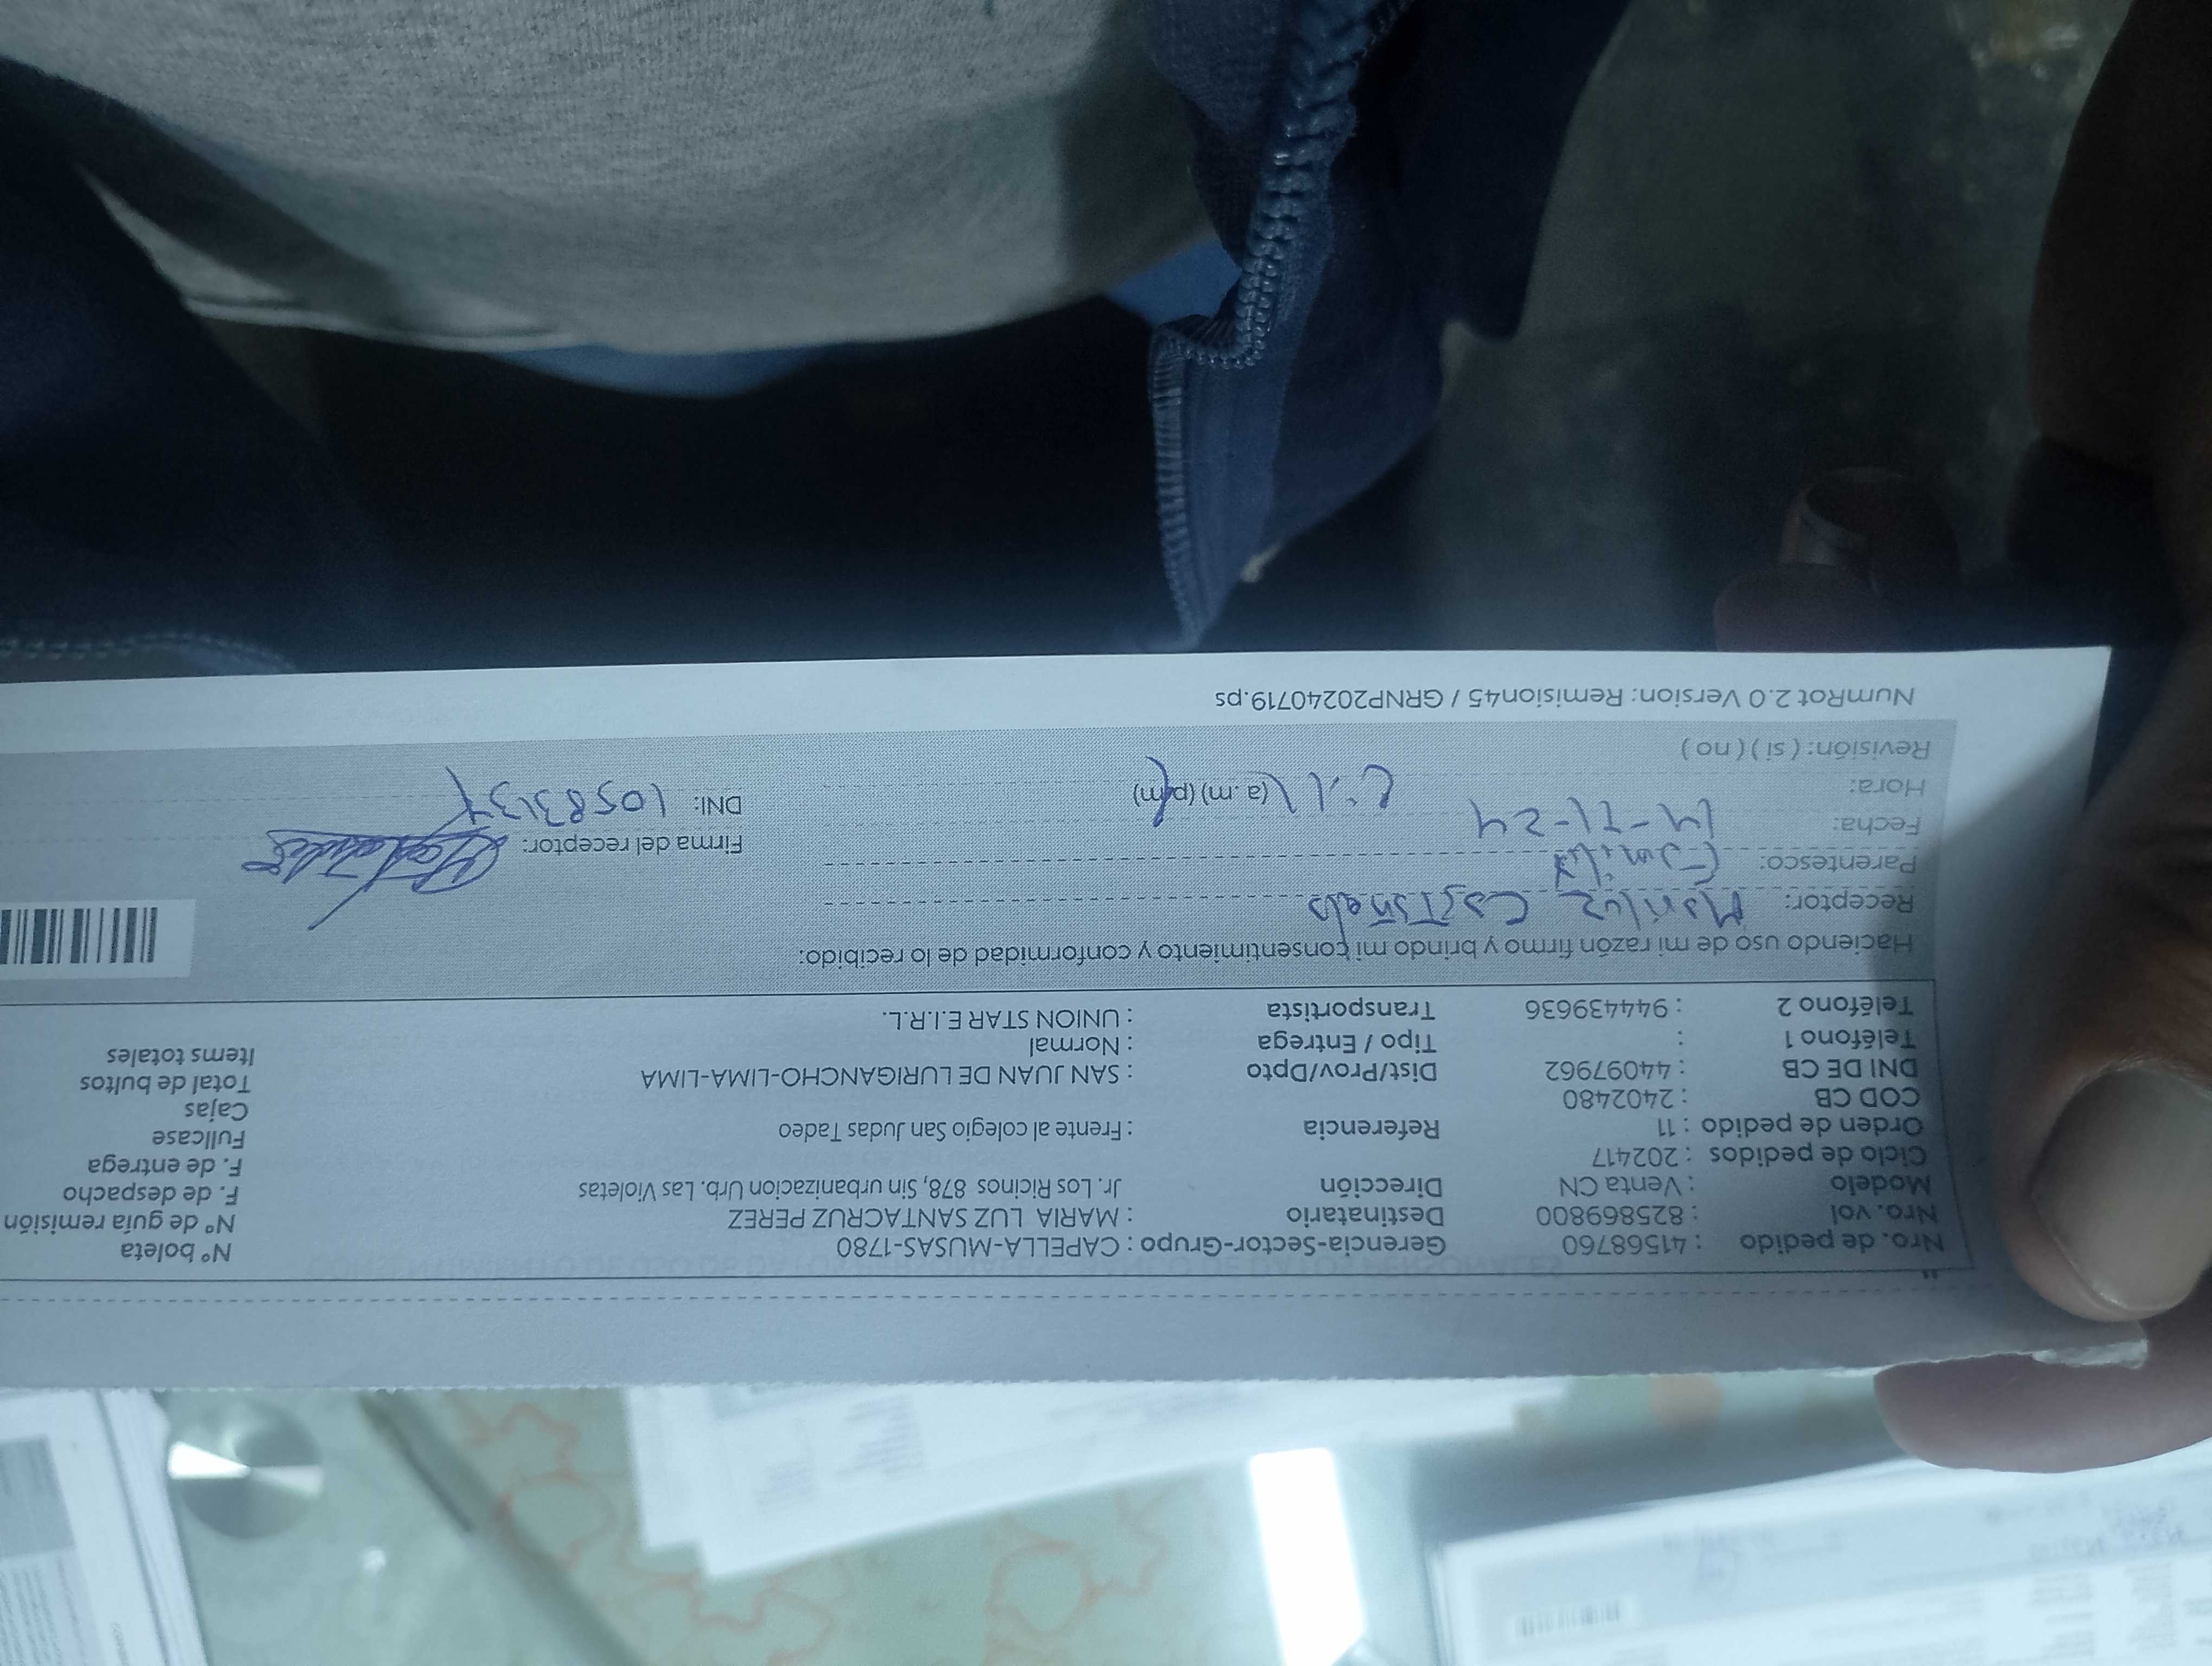 Nro. de pedido : 41568760 Gerencia-Sector-Grupo : CAPELLA-MUSAS-1780 N° boleta
Nro. vol : 825869800 Destinatario : MARIA LUZ SANTACRUZ PEREZ N° de guía remisión
Modelo : Venta CN Dirección Jr. Los Ricinos 878, Sin urbanizacion Urb. Las Violetas F. de despacho
Ciclo de pedidos : 202417 F. de entrega
Orden de pedido : 11 Referencia : Frente al colegio San Judas Tadeo Fullcase
COD CB : 2402480 Cajas
DNI DE CB : 44097962 Dist/Prov/Dpto : SAN JUAN DE LURIGANCHO-LIMA-LIMA Total de bultos
Teléfono 1 : Tipo / Entrega : Normal Items totales
Teléfono 2 : 944439636 Transportista : UNION STAR E.I.R.L.
Haciendo uso de mi razón firmo y brindo mi consentimiento y conformidad de lo recibido:
Receptor: Mariluz Castañeda
Parentesco: Familia Firma del receptor:
Fecha: DNI:
Hora: (a.m) (p.m)
Revisión: ( si ) ( no )
NumRot 2.0 Version: Remision45 / GRNP20240719.ps